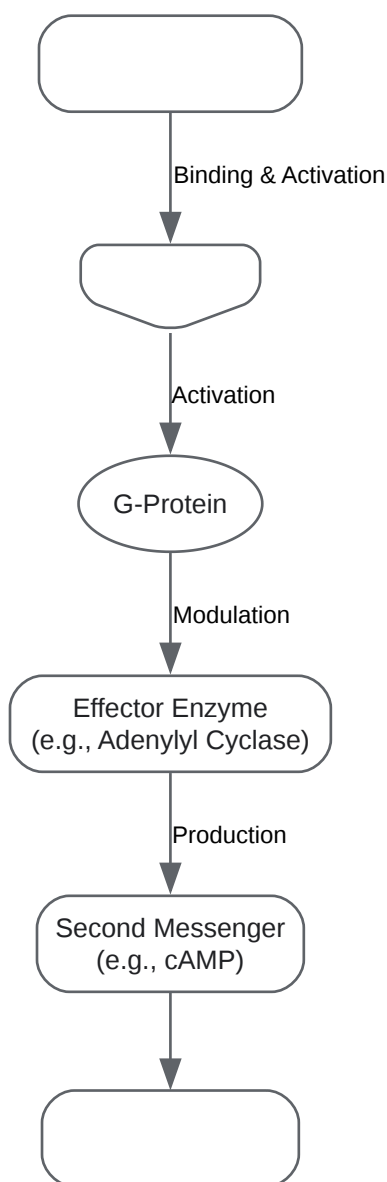 Binding & Activation
Activation
G-Protein
Modulation
Effector Enzyme
(e.g., Adenylyl Cyclase)
Production
Second Messenger
(e.g., cAMP)